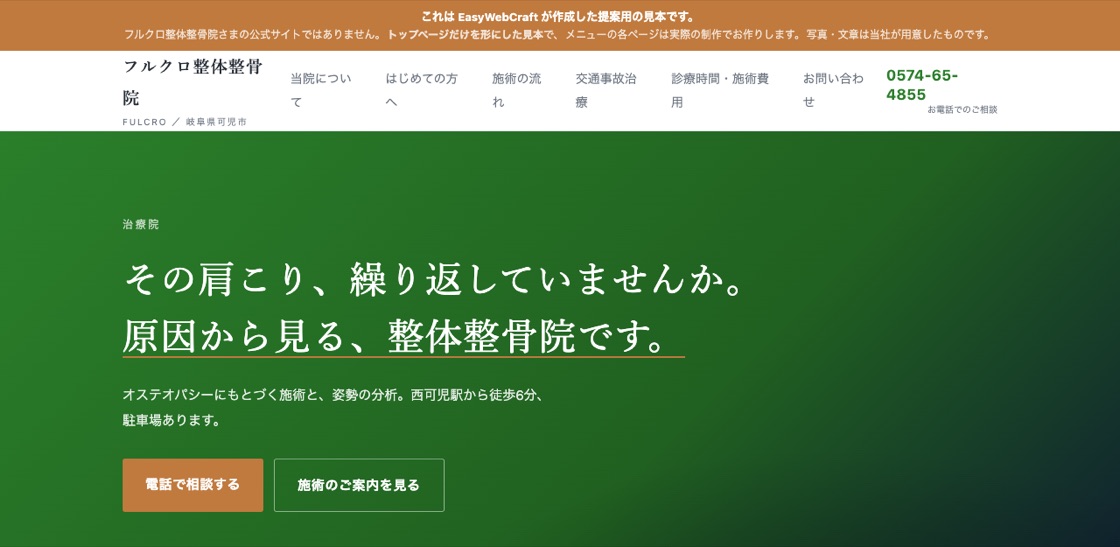 これは EasyWebCraft が作成した提案用の見本です。
フルクロ整体整骨院さまの公式サイトではありません。トップページだけを形にした見本で、メニューの各ページは実際の制作でお作りします。写真・文章は当社が用意したものです。
フルクロ整体整骨
院
FULCRO ／ 岐阜県可児市
当院につい
て
はじめての方
へ
施術の流
れ
交通事故治
療
診療時間・施術費
用
お問い合わ
せ
0574-65-
4855
お電話でのご相談
治療院
その肩こり、繰り返していませんか。
原因から見る、整体整骨院です。
オステオパシーにもとづく施術と、姿勢の分析。西可児駅から徒歩6分、
駐車場あります。
電話で相談する
施術のご案内を見る